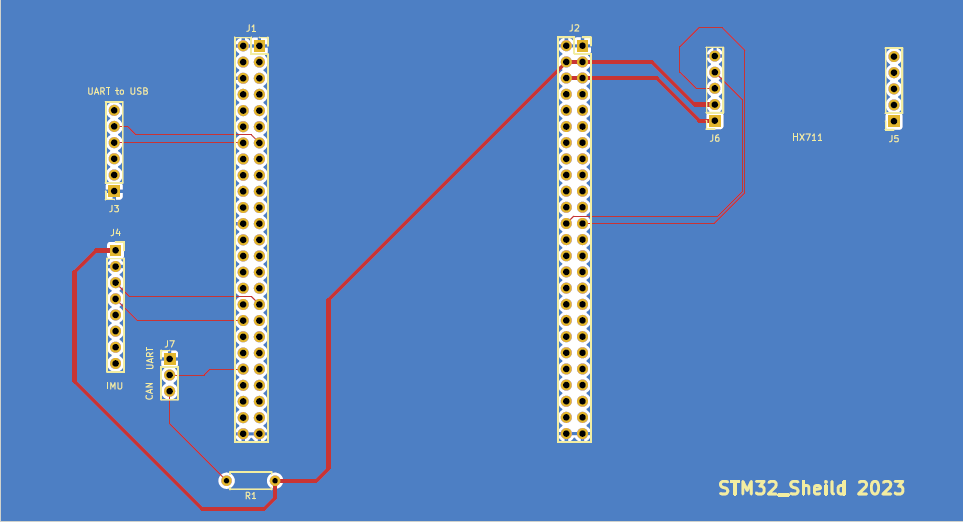 J1
J2
UART to USB
HX711
J6
J5
J3
J4
J7
UART
CAN
IMU
R1
STM32_Sheild 2023